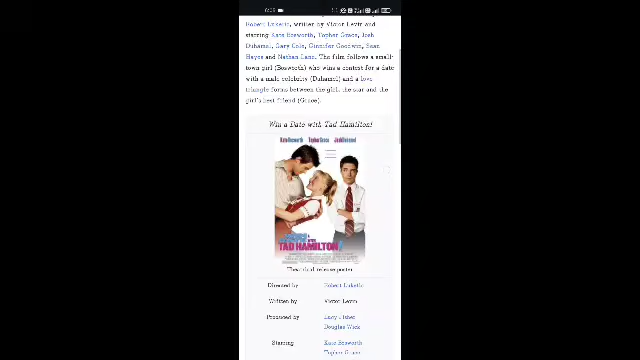 Robert Luketic, written by Victor Levin and
starring Kate Bosworth, Topher Grace, Josh
Duhamel, Gary Cole, Ginnifer Goodwin, Sean
Hayes and Nathan Lane. The film follows a small-
town girl (Bosworth) who wins a contest for a date
with a male celebrity (Duhamel) and a love
triangle forms between the girl, the star and the
girl's best friend (Grace).
Win a Date with Tad Hamilton!
TAD HAMILTON!
Theatrical release poster
Directed by Robert Luketic
Written by Victor Levin
Produced by Lucy Fisher
Douglas Wick
Starring Kate Bosworth
Topher Grace